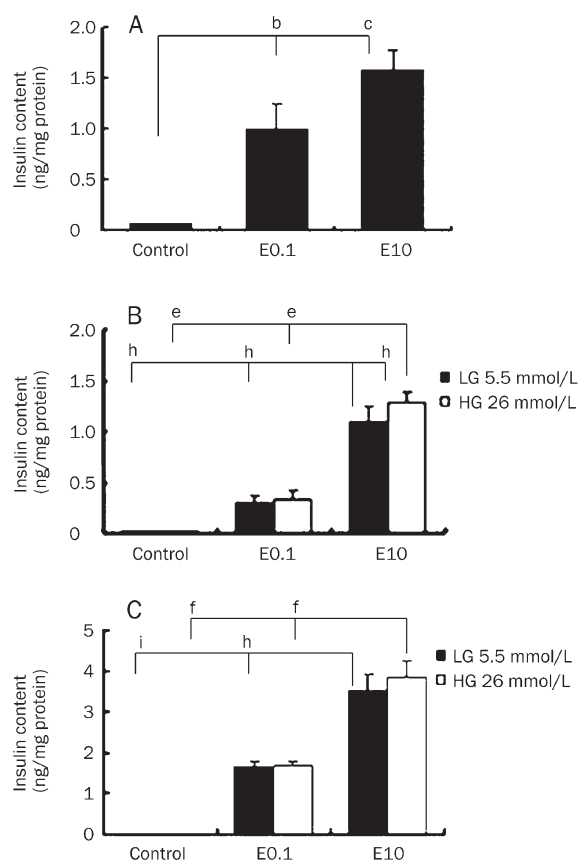 A
b
c
2.0
1.5
1.0
0.5
0
Insulin content
(ng/mg protein)
Control
E0.1
E10
B
e
e
h
h
h
2.0
1.5
1.0
0.5
0
Insulin content
(ng/mg protein)
LG 5.5 mmol/L
HG 26 mmol/L
Control
E0.1
E10
C
f
f
i
h
5
4
3
2
1
0
Insulin content
(ng/mg protein)
LG 5.5 mmol/L
HG 26 mmol/L
Control
E0.1
E10